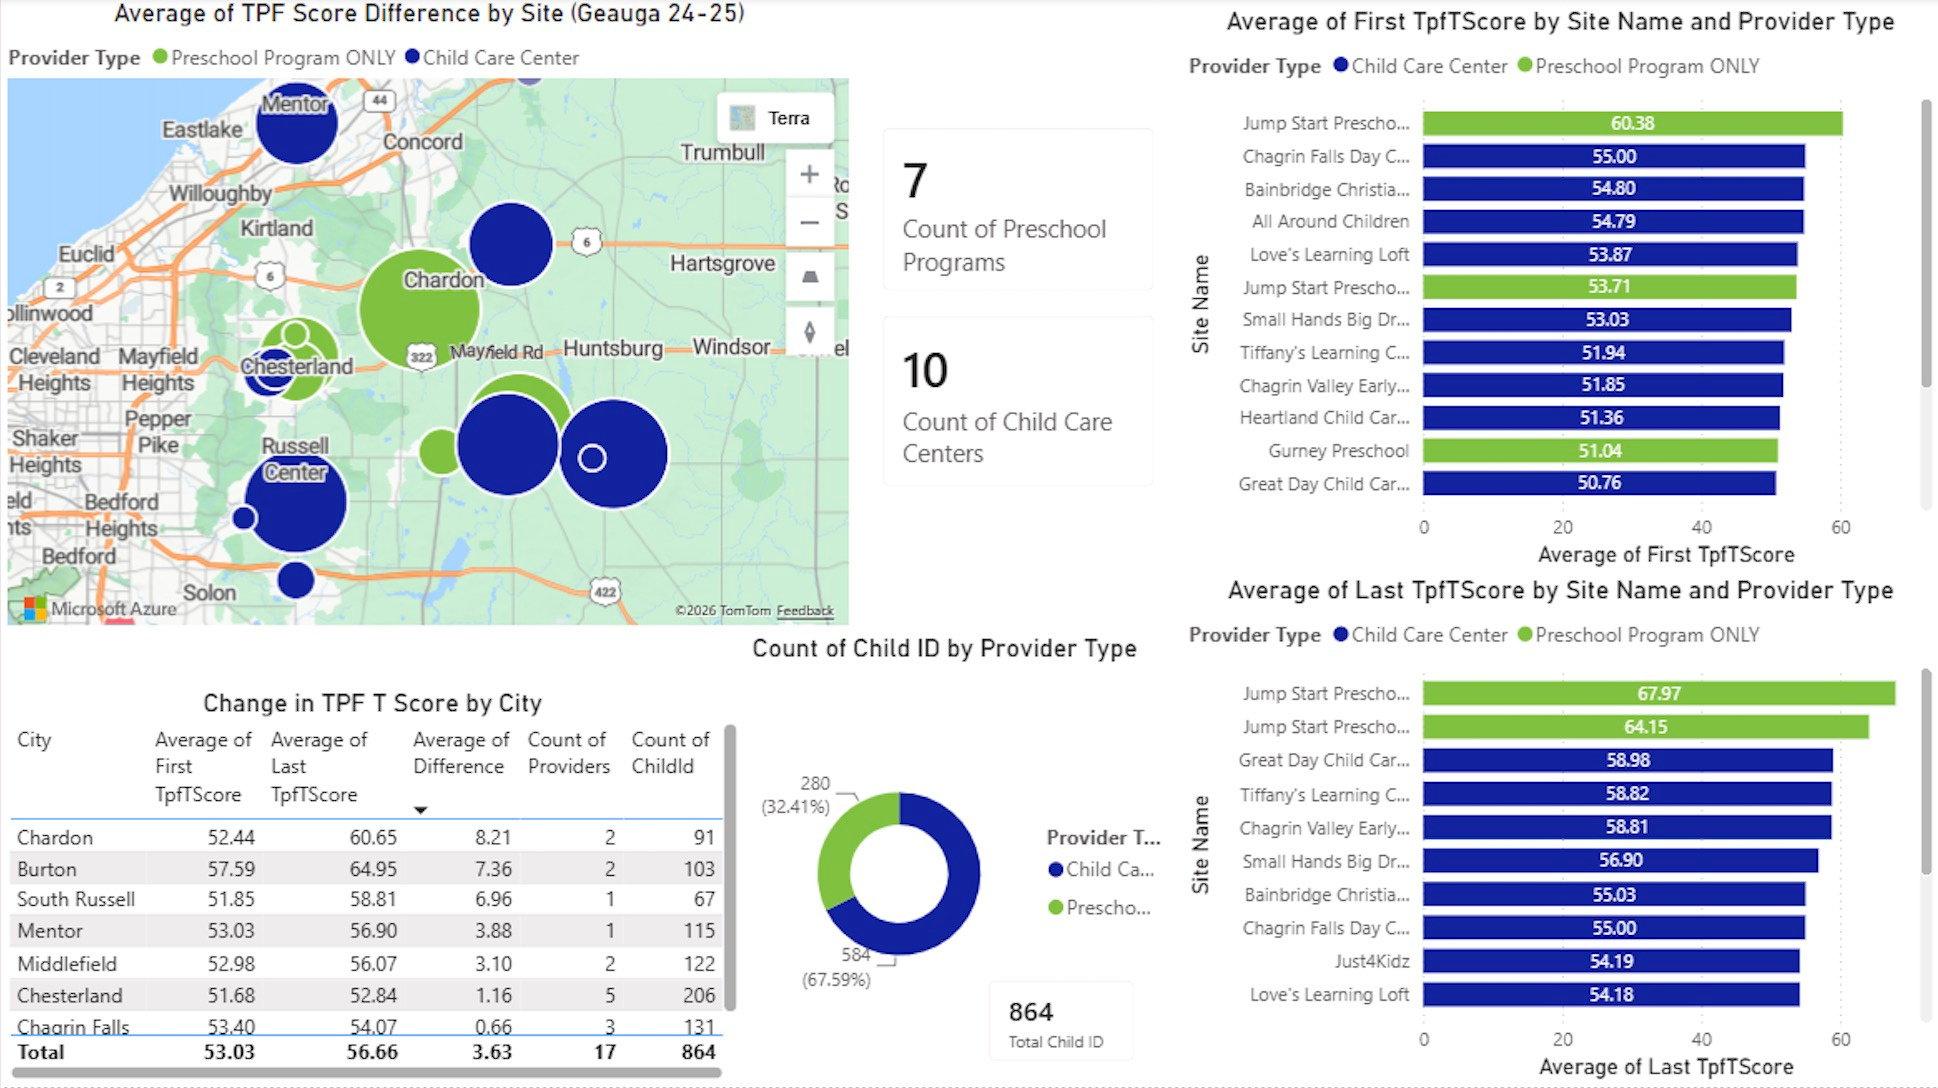 Average of TPF Score Difference by Site (Geauga 24-25)
Provider Type Preschool Program ONLY Child Care Center
Mentor
44
Eastlake
Concord
Terra
Trumbull
Willoughby
Kirtland
Euclid
6
6
Hartsgrove
2
Chardon
ollinwood
322
Mayfield Rd
Huntsburg
Windsor
Cleveland
Heights
Mayfield
Heights
Chesterland
Pepper
Pike
Shaker
Heights
Russell
Center
Bedford
Heights
Bedford
Solon
422
Microsoft Azure
©2026 TomTom Feedback
7
Count of Preschool
Programs
10
Count of Child Care
Centers
Average of First TpfTScore by Site Name and Provider Type
Provider Type Child Care Center Preschool Program ONLY
Site Name
Jump Start Prescho... 60.38
Chagrin Falls Day C... 55.00
Bainbridge Christia... 54.80
All Around Children 54.79
Love's Learning Loft 53.87
Jump Start Prescho... 53.71
Small Hands Big Dr... 53.03
Tiffany's Learning C... 51.94
Chagrin Valley Early... 51.85
Heartland Child Car... 51.36
Gurney Preschool 51.04
Great Day Child Car... 50.76
0 20 40 60
Average of First TpfTScore
Average of Last TpfTScore by Site Name and Provider Type
Provider Type Child Care Center Preschool Program ONLY
Site Name
Jump Start Prescho... 67.97
Jump Start Prescho... 64.15
Great Day Child Car... 58.98
Tiffany's Learning C... 58.82
Chagrin Valley Early... 58.81
Small Hands Big Dr... 56.90
Bainbridge Christia... 55.03
Chagrin Falls Day C... 55.00
Just4Kidz 54.19
Love's Learning Loft 54.18
0 20 40 60
Average of Last TpfTScore
Change in TPF T Score by City
City Average of First TpfTScore Average of Last TpfTScore Average of Difference Count of Providers Count of ChildId
Chardon 52.44 60.65 8.21 2 91
Burton 57.59 64.95 7.36 2 103
South Russell 51.85 58.81 6.96 1 67
Mentor 53.03 56.90 3.88 1 115
Middlefield 52.98 56.07 3.10 2 122
Chesterland 51.68 52.84 1.16 5 206
Chagrin Falls 53.40 54.07 0.66 3 131
Total 53.03 56.66 3.63 17 864
Count of Child ID by Provider Type
280
(32.41%)
584
(67.59%)
Provider T...
Child Ca...
Prescho...
864
Total Child ID